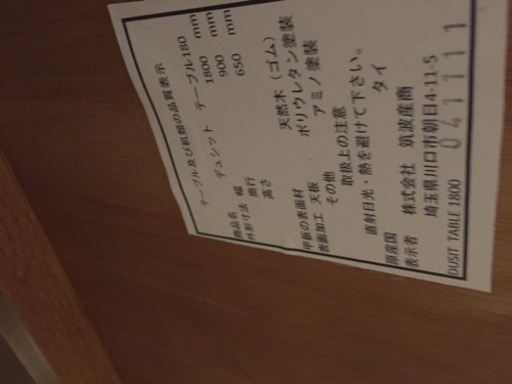 テーブル及び机類の品質表示
商品名 デュシット テーブル180
外形寸法 幅 1800 mm
奥行 900 mm
高さ 650 mm
甲板の表面材 天然木（ゴム）
表面加工 天板 ポリウレタン塗装
その他 アミノ塗装
取扱上の注意
直射日光・熱を避けて下さい。
原産国 タイ
表示者 株式会社 筑波産商
埼玉県川口市朝日4-11-5
DUSIT TABLE 1800 041111